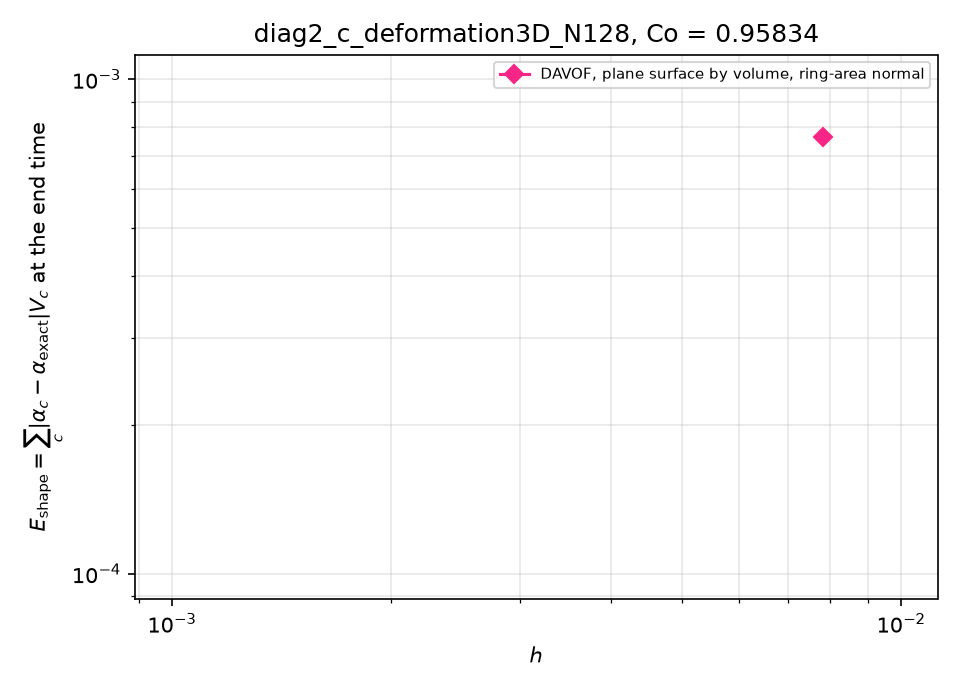 diag2_c_deformation3D_N128, Co = 0.95834
DAVOF, plane surface by volume, ring-area normal
10⁻³
10⁻⁴
E_shape = ∑_c |α_c − α_exact|V_c at the end time
10⁻³
10⁻²
h